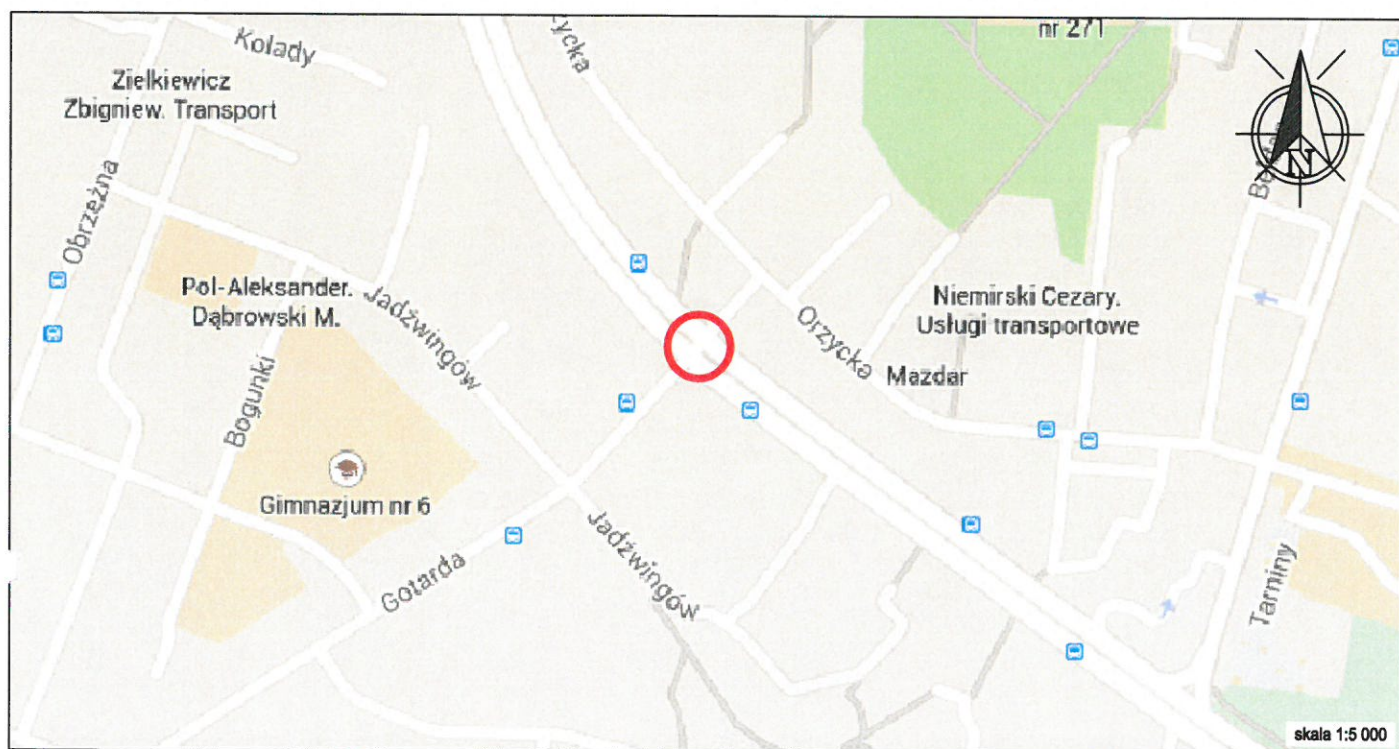 Kolady
Zielkiewicz
Zbigniew. Transport
Obrzeżna
Pol-Aleksander.
Dąbrowski M.
Jadźwingów
Bogunki
Gimnazjum nr 6
Gotarda
Jadźwingów
nr 271
N
Niemirski Cezary.
Usługi transportowe
Orzycka
Mazdar
Tarniny
skala 1:5 000